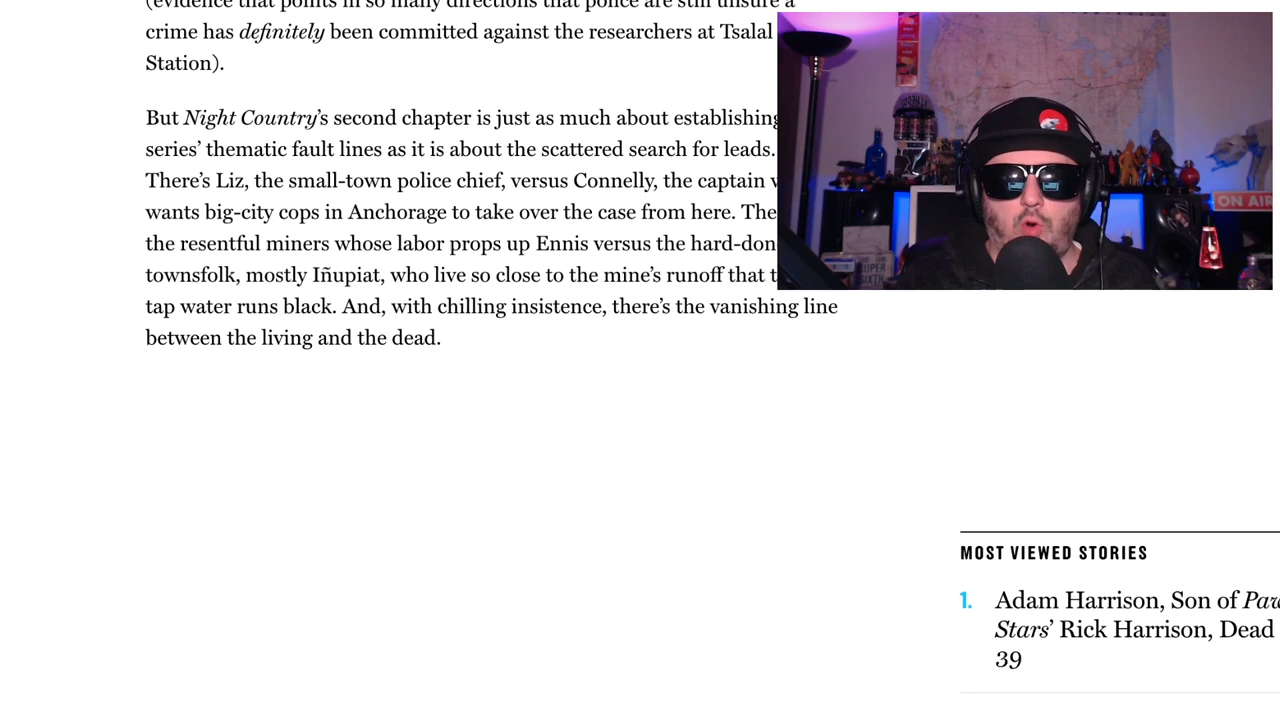 (evidence that points in so many directions that police are still unsure a
crime has definitely been committed against the researchers at Tsalal
Station).
But Night Country’s second chapter is just as much about establishing
series’ thematic fault lines as it is about the scattered search for leads.
There’s Liz, the small-town police chief, versus Connelly, the captain
wants big-city cops in Anchorage to take over the case from here.
the resentful miners whose labor props up Ennis versus the
townsfolk, mostly Iñupiat, who live so close to the mine’s runoff that
tap water runs black. And, with chilling insistence, there’s the vanishing line
between the living and the dead.
ON AIR
SUPER
MOST VIEWED STORIES
1. Adam Harrison, Son of
Stars’ Rick Harrison, Dead
39